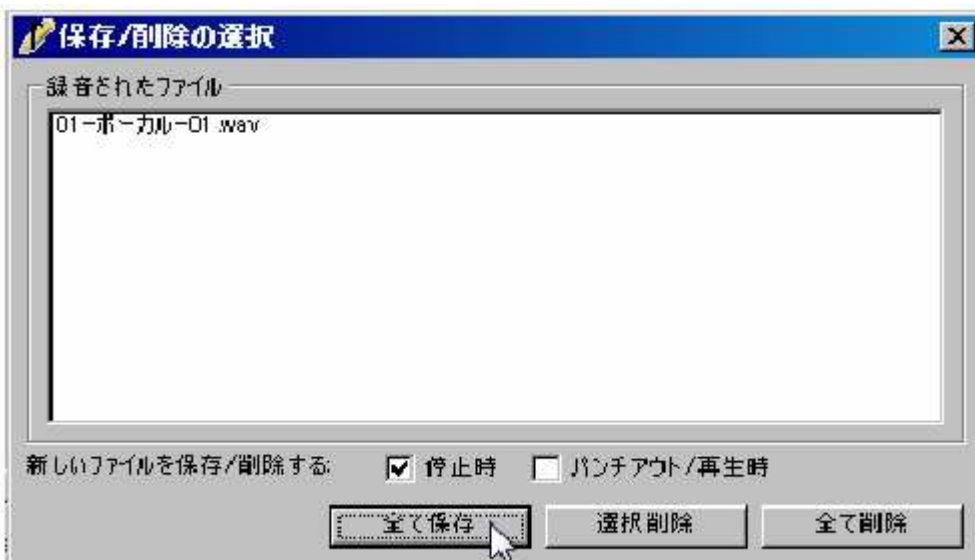 保存/削除の選択
録音されたファイル
01-ボーカル-01.wav
新しいファイルを保存/削除する: 停止時 パンチアウト/再生時
全て保存 選択削除 全て削除